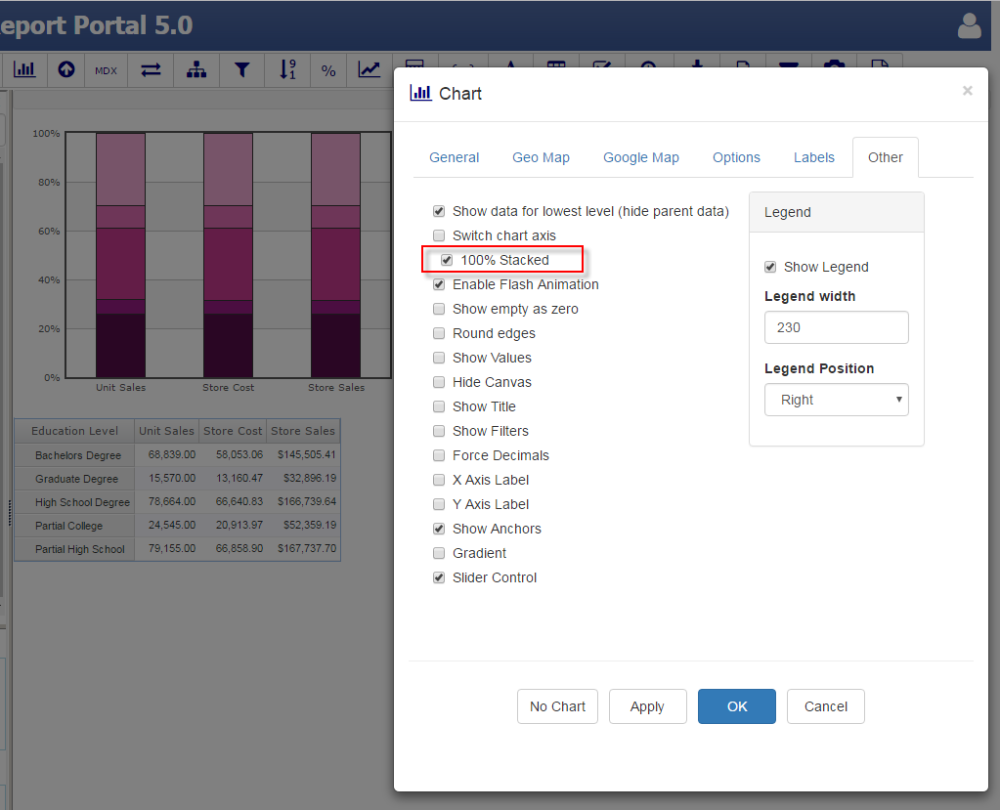 eport Portal 5.0
MDX
9
1
%
Chart
×
General Geo Map Google Map Options Labels Other
Show data for lowest level (hide parent data)
Switch chart axis
100% Stacked
Enable Flash Animation
Show empty as zero
Round edges
Show Values
Hide Canvas
Show Title
Show Filters
Force Decimals
X Axis Label
Y Axis Label
Show Anchors
Gradient
Slider Control
Legend
Show Legend
Legend width
230
Legend Position
Right
No Chart Apply OK Cancel
100%
80%
60%
40%
20%
0%
Unit Sales Store Cost Store Sales
Education Level Unit Sales Store Cost Store Sales
Bachelors Degree 68,839.00 58,053.06 $145,505.41
Graduate Degree 15,570.00 13,160.47 $32,896.19
High School Degree 78,664.00 66,640.83 $166,739.64
Partial College 24,545.00 20,913.97 $52,359.19
Partial High School 79,155.00 66,858.90 $167,737.70